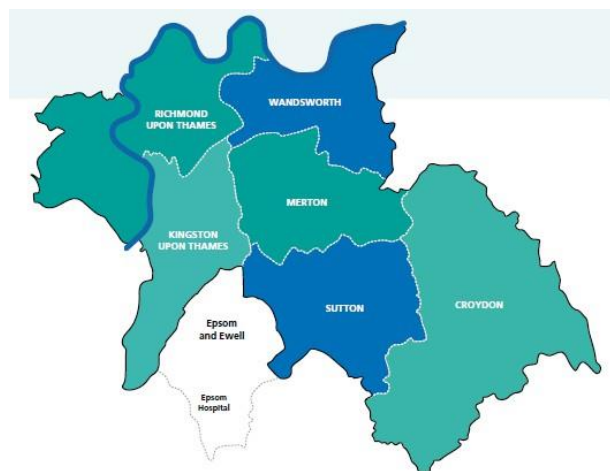 WANDSWORTH
RICHMOND
UPON THAMES
MERTON
KINGSTON
UPON THAMES
SUTTON
CROYDON
Epsom
and Ewell
Epsom
Hospital